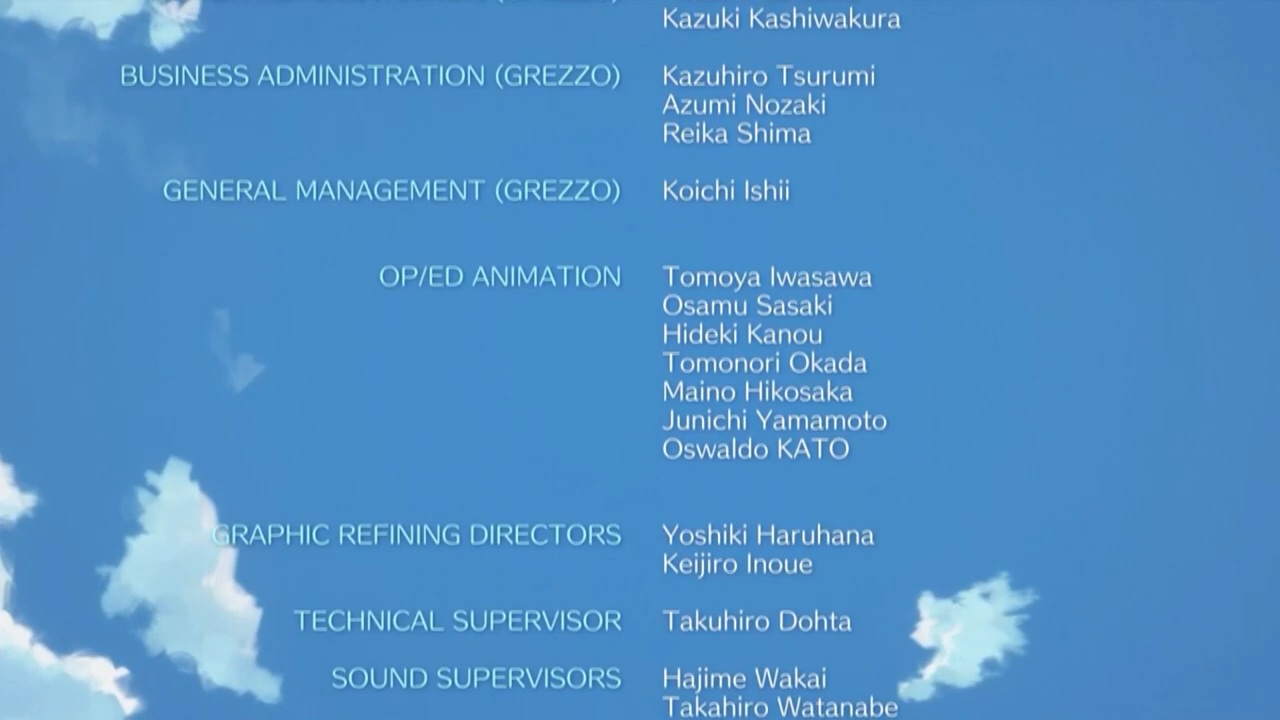 Kazuki Kashiwakura
BUSINESS ADMINISTRATION (GREZZO) Kazuhiro Tsurumi
Azumi Nozaki
Reika Shima
GENERAL MANAGEMENT (GREZZO) Koichi Ishii
OP/ED ANIMATION Tomoya Iwasawa
Osamu Sasaki
Hideki Kanou
Tomonori Okada
Maino Hikosaka
Junichi Yamamoto
Oswaldo KATO
GRAPHIC REFINING DIRECTORS Yoshiki Haruhana
Keijiro Inoue
TECHNICAL SUPERVISOR Takuhiro Dohta
SOUND SUPERVISORS Hajime Wakai
Takahiro Watanabe